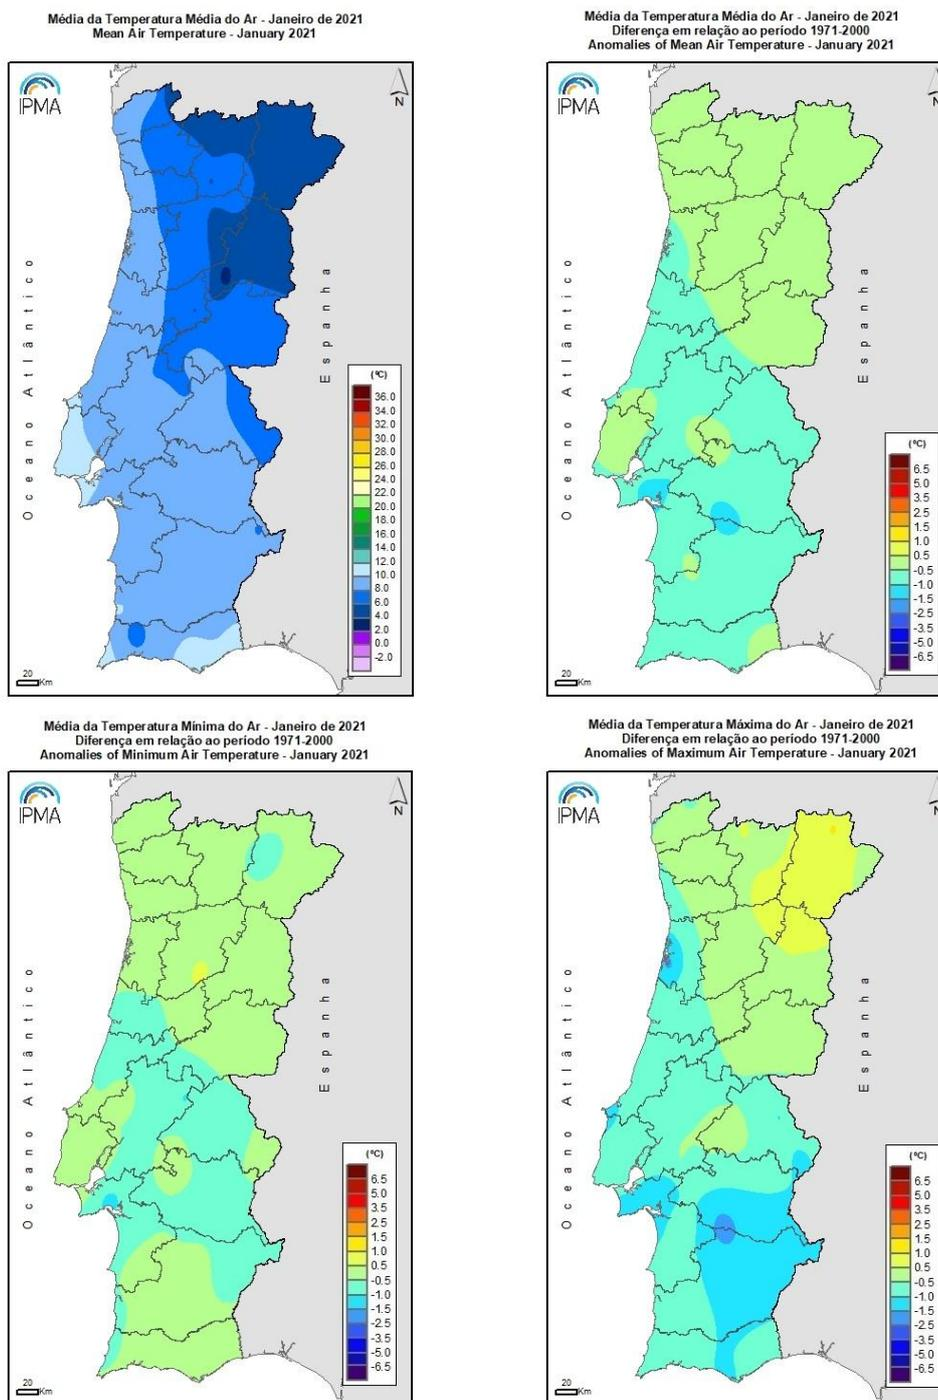 Média da Temperatura Média do Ar - Janeiro de 2021
Mean Air Temperature - January 2021
IPMA
N
Oceano Atlântico
Espanha
(ºC)
36.0
34.0
32.0
30.0
28.0
26.0
24.0
22.0
20.0
18.0
16.0
14.0
12.0
10.0
8.0
6.0
4.0
2.0
0.0
-2.0
20
Km
Média da Temperatura Média do Ar - Janeiro de 2021
Diferença em relação ao período 1971-2000
Anomalies of Mean Air Temperature - January 2021
IPMA
N
Oceano Atlântico
Espanha
(ºC)
6.5
5.0
3.5
2.5
1.5
1.0
0.5
-0.5
-1.0
-1.5
-2.5
-3.5
-5.0
-6.5
20
Km
Média da Temperatura Mínima do Ar - Janeiro de 2021
Diferença em relação ao período 1971-2000
Anomalies of Minimum Air Temperature - January 2021
IPMA
N
Oceano Atlântico
Espanha
(ºC)
6.5
5.0
3.5
2.5
1.5
1.0
0.5
-0.5
-1.0
-1.5
-2.5
-3.5
-5.0
-6.5
20
Km
Média da Temperatura Máxima do Ar - Janeiro de 2021
Diferença em relação ao período 1971-2000
Anomalies of Maximum Air Temperature - January 2021
IPMA
N
Oceano Atlântico
Espanha
(ºC)
6.5
5.0
3.5
2.5
1.5
1.0
0.5
-0.5
-1.0
-1.5
-2.5
-3.5
-5.0
-6.5
20
Km